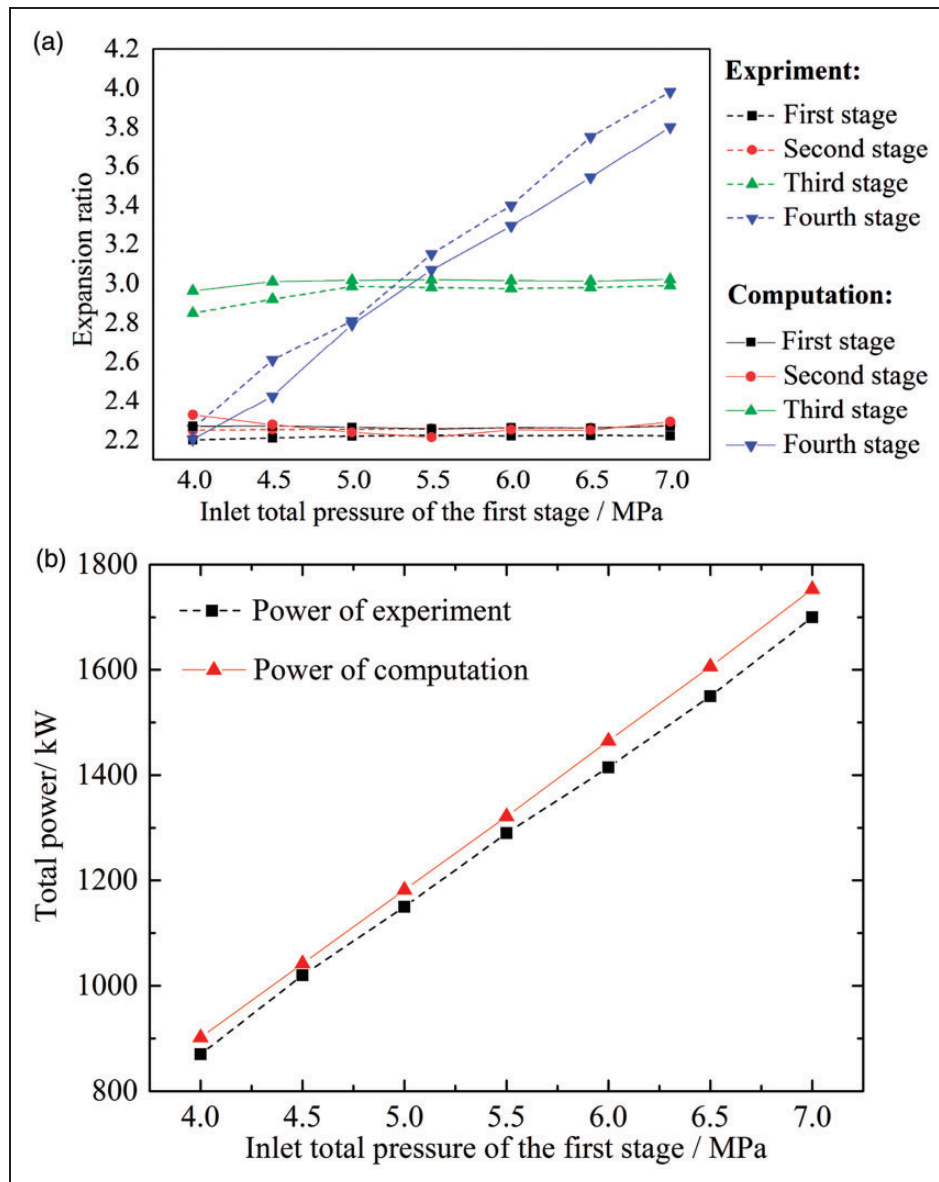 (a)
4.2
4.0
3.8
3.6
3.4
3.2
3.0
2.8
2.6
2.4
2.2
Expansion ratio
4.0 4.5 5.0 5.5 6.0 6.5 7.0
Inlet total pressure of the first stage / MPa
Expriment:
First stage
Second stage
Third stage
Fourth stage
Computation:
First stage
Second stage
Third stage
Fourth stage
(b)
1800
1600
1400
1200
1000
800
Total power/ kW
Power of experiment
Power of computation
4.0 4.5 5.0 5.5 6.0 6.5 7.0
Inlet total pressure of the first stage / MPa